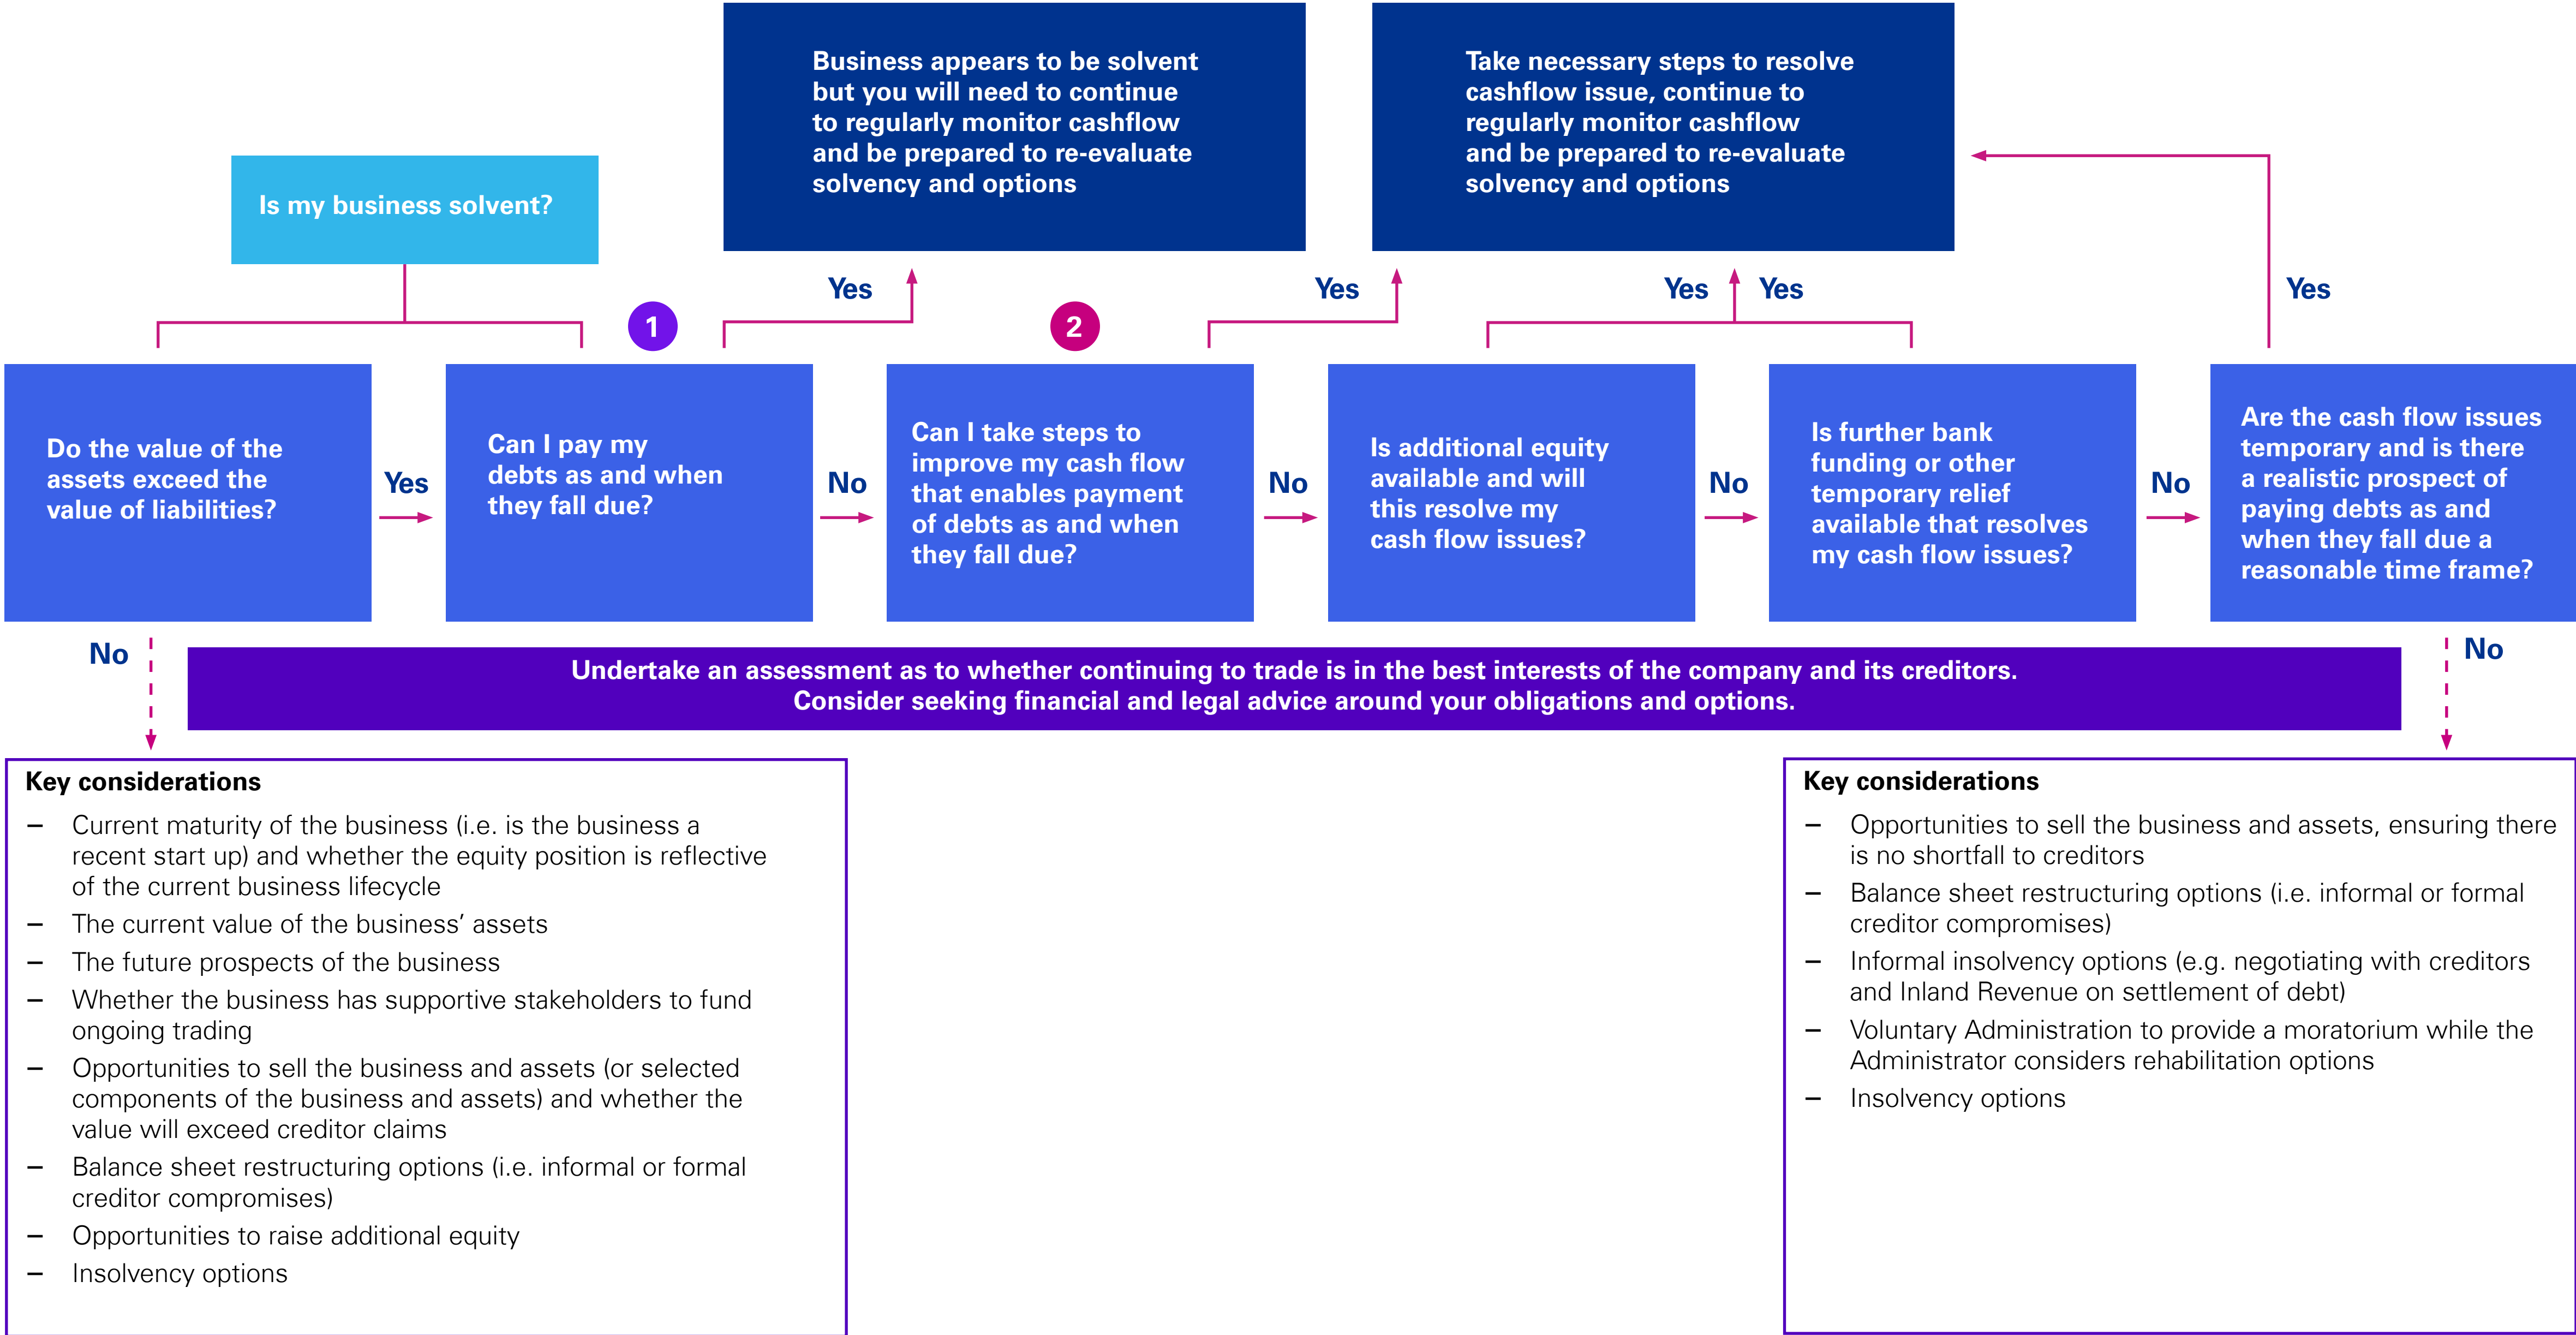 Business appears to be solvent
but you will need to continue
to regularly monitor cashflow
and be prepared to re-evaluate
solvency and options
Take necessary steps to resolve
cashflow issue, continue to
regularly monitor cashflow
and be prepared to re-evaluate
solvency and options
Is my business solvent?
Yes
Yes
Yes
Yes
Yes
1
2
Do the value of the
assets exceed the
value of liabilities?
Yes
Can I pay my
debts as and when
they fall due?
No
Can I take steps to
improve my cash flow
that enables payment
of debts as and when
they fall due?
No
Is additional equity
available and will
this resolve my
cash flow issues?
No
Is further bank
funding or other
temporary relief
available that resolves
my cash flow issues?
No
Are the cash flow issues
temporary and is there
a realistic prospect of
paying debts as and
when they fall due a
reasonable time frame?
No
No
Undertake an assessment as to whether continuing to trade is in the best interests of the company and its creditors.
Consider seeking financial and legal advice around your obligations and options.
Key considerations
– Current maturity of the business (i.e. is the business a
recent start up) and whether the equity position is reflective
of the current business lifecycle
– The current value of the business’ assets
– The future prospects of the business
– Whether the business has supportive stakeholders to fund
ongoing trading
– Opportunities to sell the business and assets (or selected
components of the business and assets) and whether the
value will exceed creditor claims
– Balance sheet restructuring options (i.e. informal or formal
creditor compromises)
– Opportunities to raise additional equity
– Insolvency options
Key considerations
– Opportunities to sell the business and assets, ensuring there
is no shortfall to creditors
– Balance sheet restructuring options (i.e. informal or formal
creditor compromises)
– Informal insolvency options (e.g. negotiating with creditors
and Inland Revenue on settlement of debt)
– Voluntary Administration to provide a moratorium while the
Administrator considers rehabilitation options
– Insolvency options